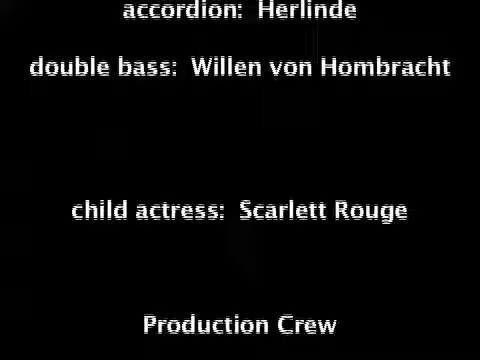 accordion: Herlinde
double bass: Willen von Hombracht
child actress: Scarlett Rouge
Production Crew